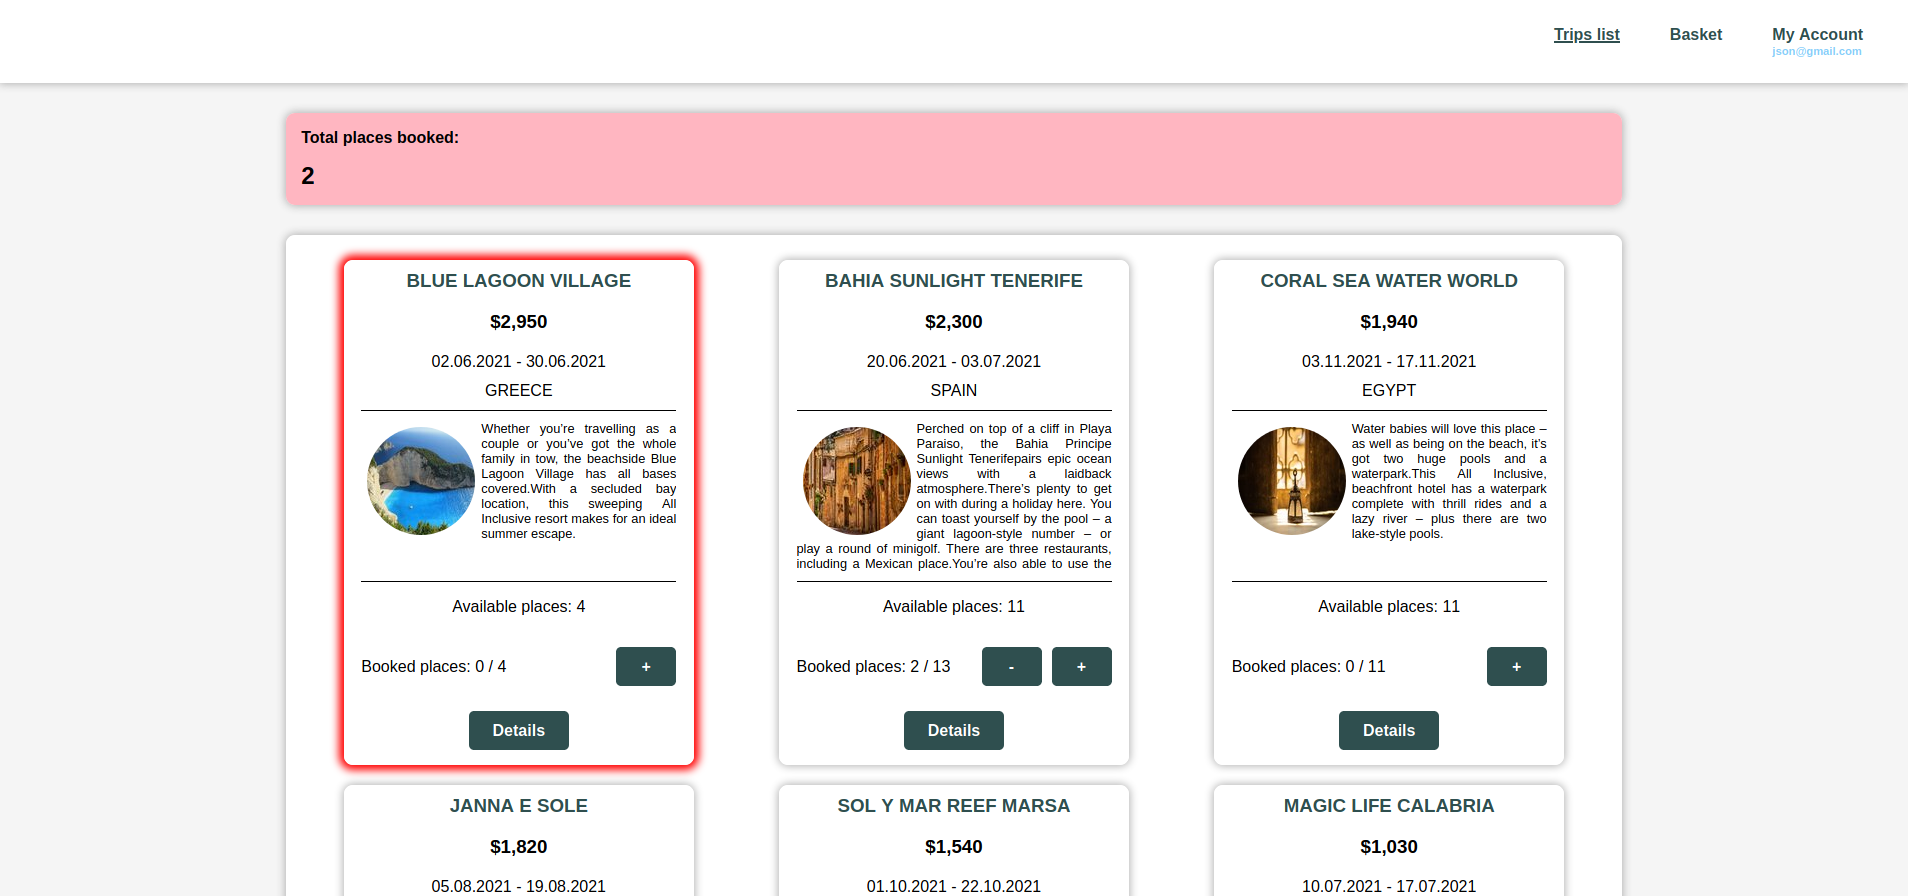 Trips list
Basket
My Account
json@gmail.com
Total places booked:
2
BLUE LAGOON VILLAGE
$2,950
02.06.2021 - 30.06.2021
GREECE
Whether you’re travelling as a
couple or you’ve got the whole
family in tow, the beachside Blue
Lagoon Village has all bases
covered.With a secluded bay
location, this sweeping All
Inclusive resort makes for an ideal
summer escape.
Available places: 4
Booked places: 0 / 4
+
Details
BAHIA SUNLIGHT TENERIFE
$2,300
20.06.2021 - 03.07.2021
SPAIN
Perched on top of a cliff in Playa
Paraiso, the Bahia Principe
Sunlight Tenerifepairs epic ocean
views with a laidback
atmosphere.There’s plenty to get
on with during a holiday here. You
can toast yourself by the pool – a
giant lagoon-style number – or
play a round of minigolf. There are three restaurants,
including a Mexican place.You’re also able to use the
Available places: 11
Booked places: 2 / 13
-
+
Details
CORAL SEA WATER WORLD
$1,940
03.11.2021 - 17.11.2021
EGYPT
Water babies will love this place –
as well as being on the beach, it’s
got two huge pools and a
waterpark.This All Inclusive,
beachfront hotel has a waterpark
complete with thrill rides and a
lazy river – plus there are two
lake-style pools.
Available places: 11
Booked places: 0 / 11
+
Details
JANNA E SOLE
$1,820
05.08.2021 - 19.08.2021
SOL Y MAR REEF MARSA
$1,540
01.10.2021 - 22.10.2021
MAGIC LIFE CALABRIA
$1,030
10.07.2021 - 17.07.2021